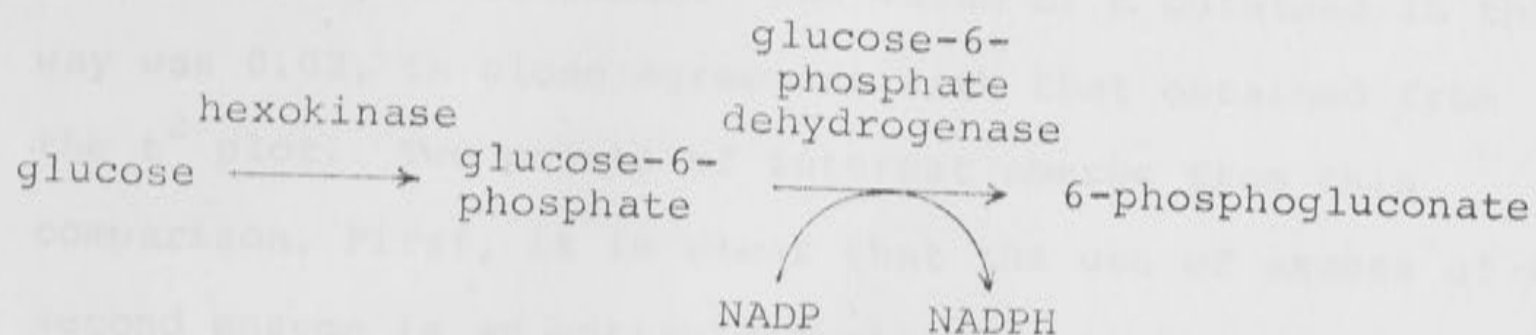 glucose-6-
phosphate
dehydrogenase
hexokinase
glucose
glucose-6-
phosphate
6-phosphogluconate
NADP NADPH